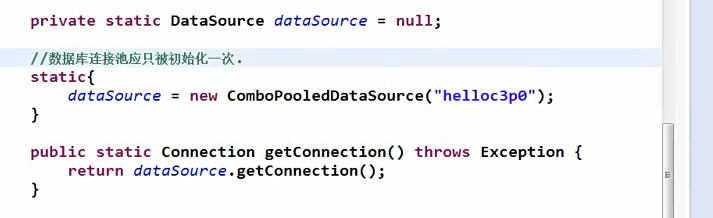 private static DataSource dataSource = null;
//数据库连接池应只被初始化一次.
static{
dataSource = new ComboPooledDataSource("helloc3p0");
}
public static Connection getConnection() throws Exception {
return dataSource.getConnection();
}